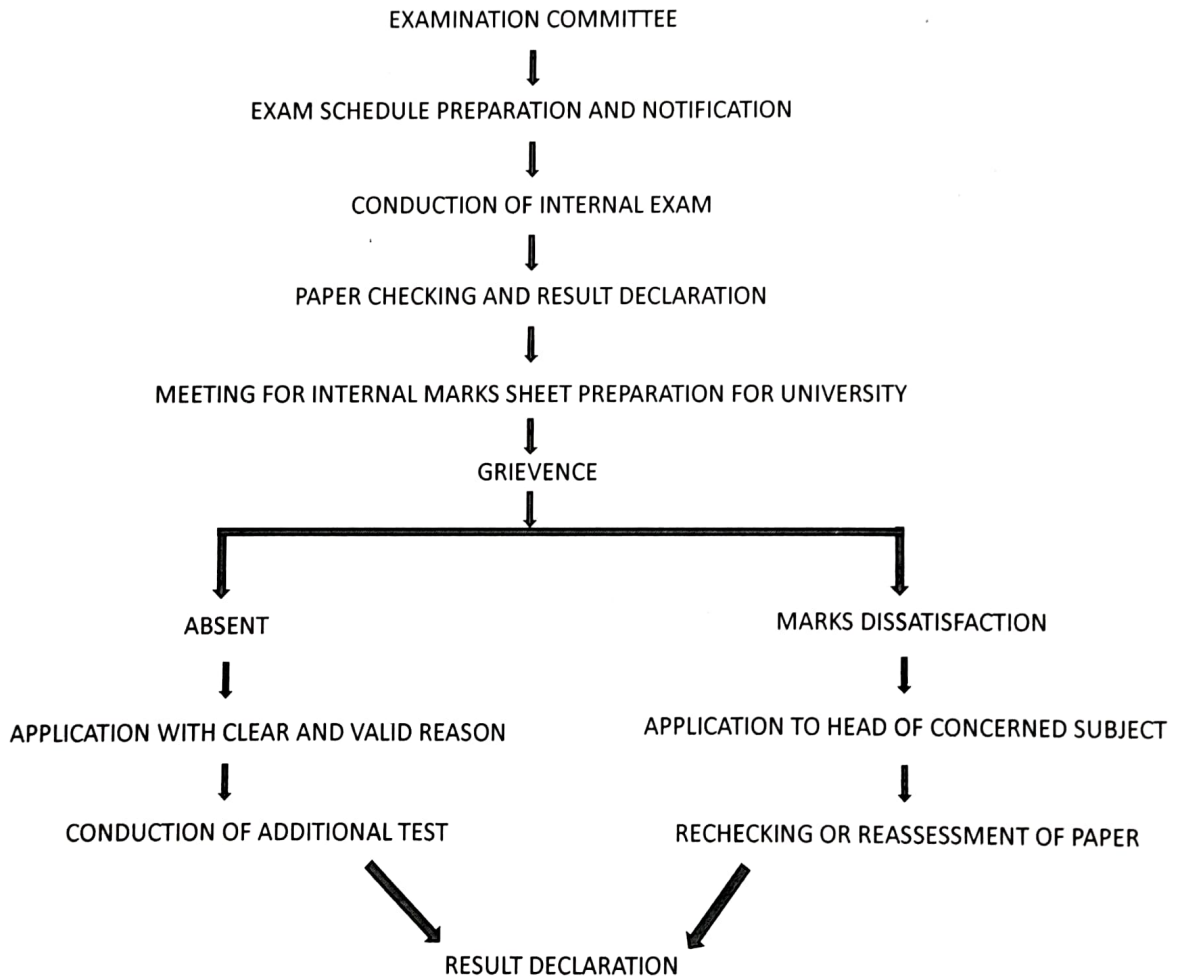 EXAMINATION COMMITTEE
EXAM SCHEDULE PREPARATION AND NOTIFICATION
CONDUCTION OF INTERNAL EXAM
PAPER CHECKING AND RESULT DECLARATION
MEETING FOR INTERNAL MARKS SHEET PREPARATION FOR UNIVERSITY
GRIEVENCE
ABSENT
MARKS DISSATISFACTION
APPLICATION WITH CLEAR AND VALID REASON
APPLICATION TO HEAD OF CONCERNED SUBJECT
CONDUCTION OF ADDITIONAL TEST
RECHECKING OR REASSESSMENT OF PAPER
RESULT DECLARATION